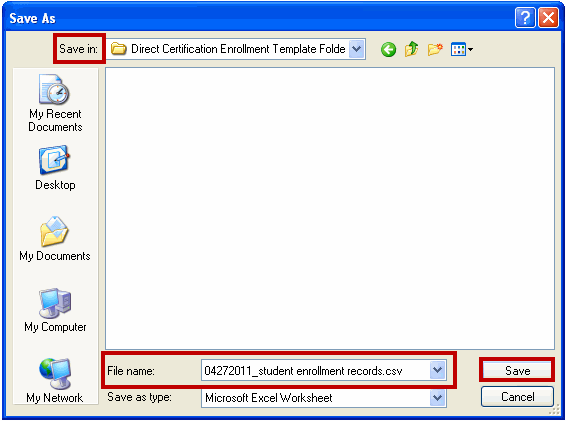 Save As
Save in: Direct Certification Enrollment Template Folde
My Recent
Documents
Desktop
My Documents
My Computer
My Network
File name: 04272011_student enrollment records.csv Save
Save as type: Microsoft Excel Worksheet Cancel